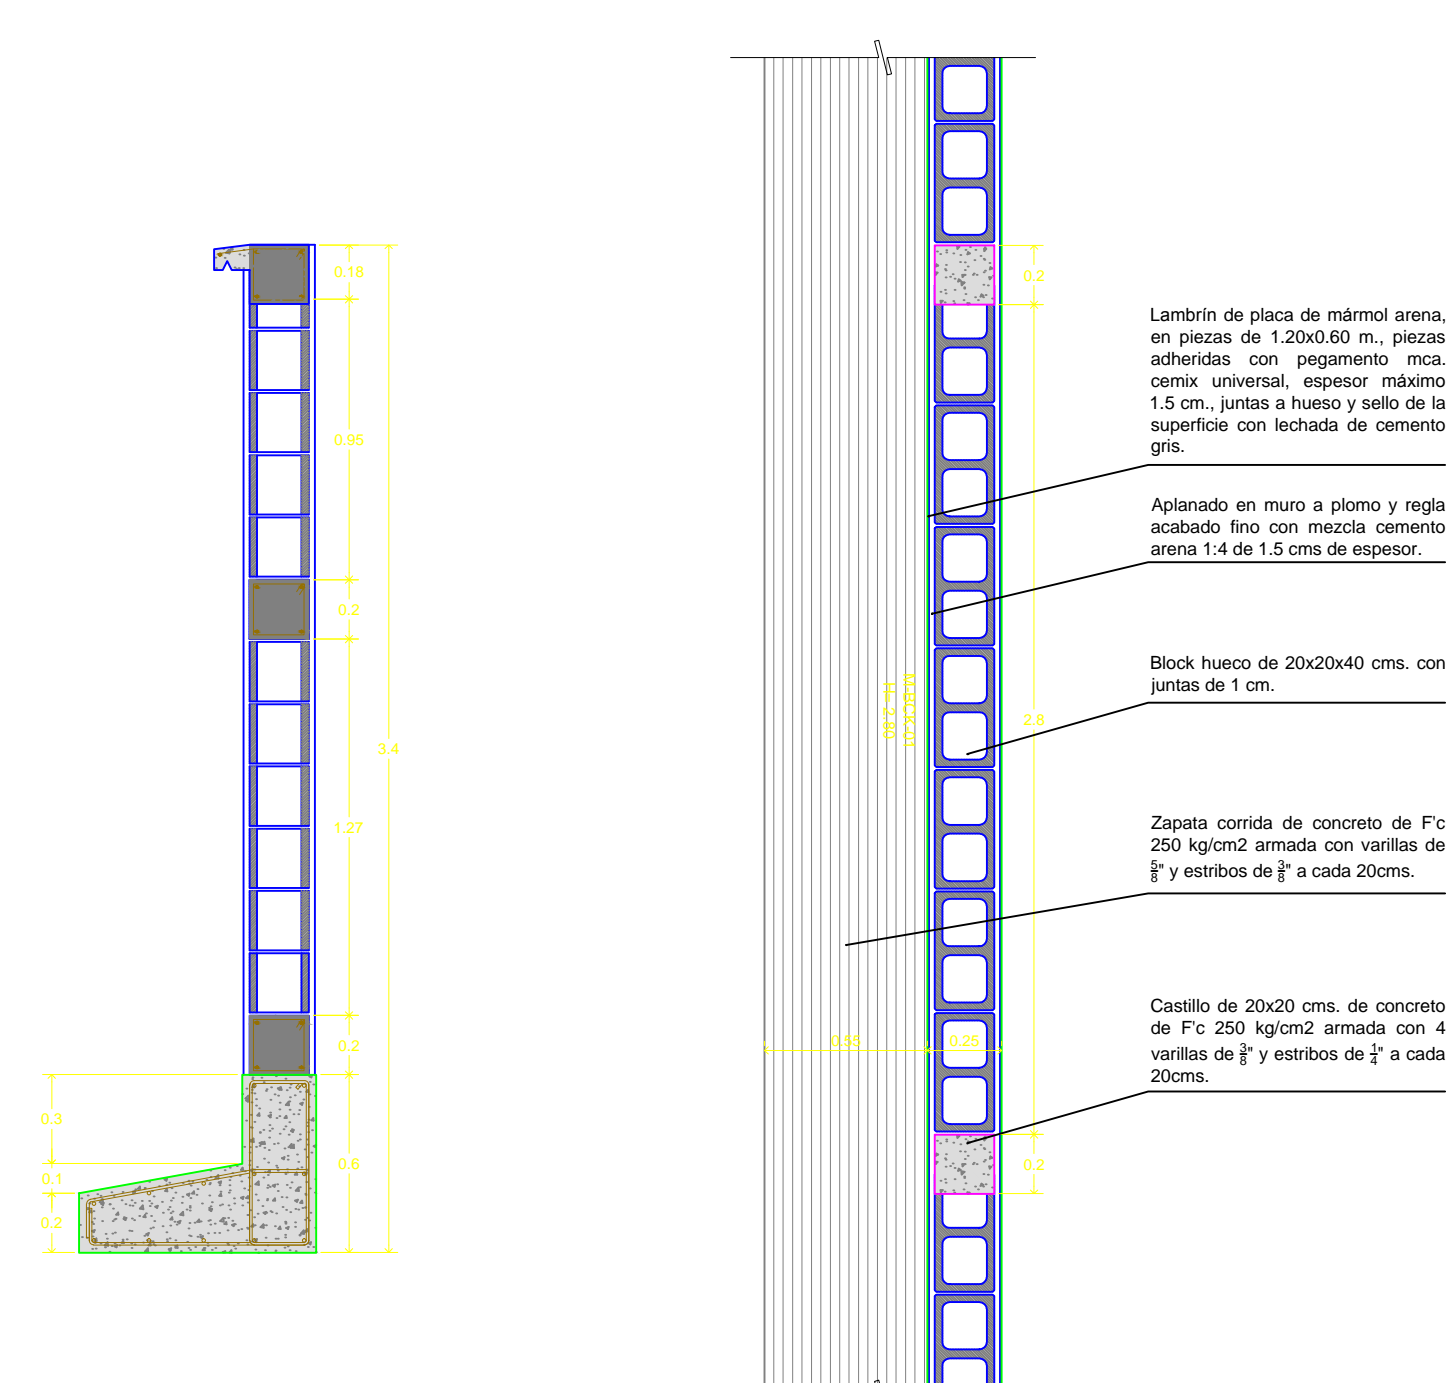 0.18
0.95
0.2
3.4
1.27
0.2
0.3
0.1
0.2
0.6
0.2
2.8
M-BCK-01
H= 2.80
0.55
0.25
0.2
Lambrín de placa de mármol arena,
en piezas de 1.20x0.60 m., piezas
adheridas con pegamento mca.
cemix universal, espesor máximo
1.5 cm., juntas a hueso y sello de la
superficie con lechada de cemento
gris.
Aplanado en muro a plomo y regla
acabado fino con mezcla cemento
arena 1:4 de 1.5 cms de espesor.
Block hueco de 20x20x40 cms. con
juntas de 1 cm.
Zapata corrida de concreto de F'c
250 kg/cm2 armada con varillas de
5/8" y estribos de 3/8" a cada 20cms.
Castillo de 20x20 cms. de concreto
de F'c 250 kg/cm2 armada con 4
varillas de 3/8" y estribos de 1/4" a cada
20cms.